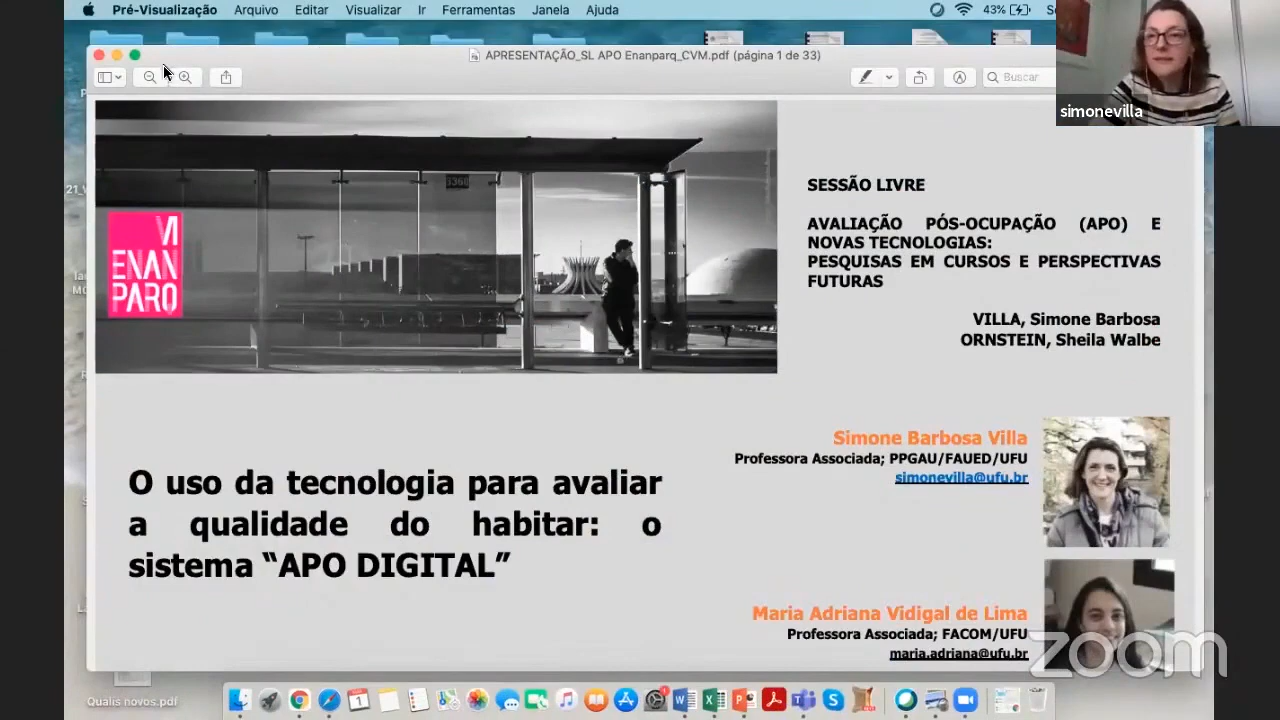 Pré-Visualização Arquivo Editar Visualizar Ir Ferramentas Janela Ajuda
43%
APRESENTAÇÃO_SL APO Enanparq_CVM.pdf (página 1 de 33)
Buscar
simonevilla
3360
VI
ENAN
PARQ
SESSÃO LIVRE
AVALIAÇÃO PÓS-OCUPAÇÃO (APO) E
NOVAS TECNOLOGIAS:
PESQUISAS EM CURSOS E PERSPECTIVAS
FUTURAS
VILLA, Simone Barbosa
ORNSTEIN, Sheila Walbe
O uso da tecnologia para avaliar
a qualidade do habitar: o
sistema “APO DIGITAL”
Simone Barbosa Villa
Professora Associada; PPGAU/FAUED/UFU
simonevilla@ufu.br
Maria Adriana Vidigal de Lima
Professora Associada; FACOM/UFU
maria.adriana@ufu.br
zoom
Qualis novos.pdf